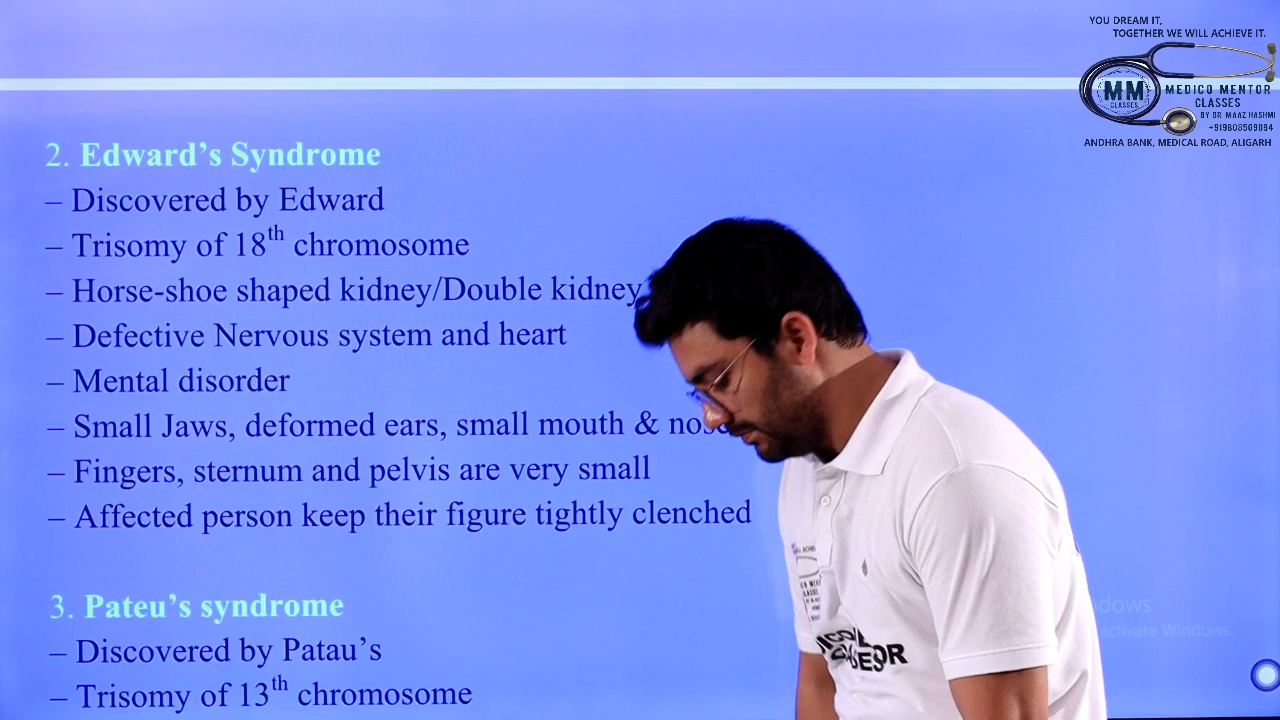 YOU DREAM IT,
TOGETHER WE WILL ACHIEVE IT.
MM
CLASSES
MEDICO MENTOR
CLASSES
BY DR. MAAZ HASHMI
+919808509094
ANDHRA BANK, MEDICAL ROAD, ALIGARH
2. Edward's Syndrome
– Discovered by Edward
– Trisomy of 18th chromosome
– Horse-shoe shaped kidney/Double kidney
– Defective Nervous system and heart
– Mental disorder
– Small Jaws, deformed ears, small mouth & nose
– Fingers, sternum and pelvis are very small
– Affected person keep their figure tightly clenched
3. Pateu's syndrome
– Discovered by Patau's
– Trisomy of 13th chromosome
activate Windows.